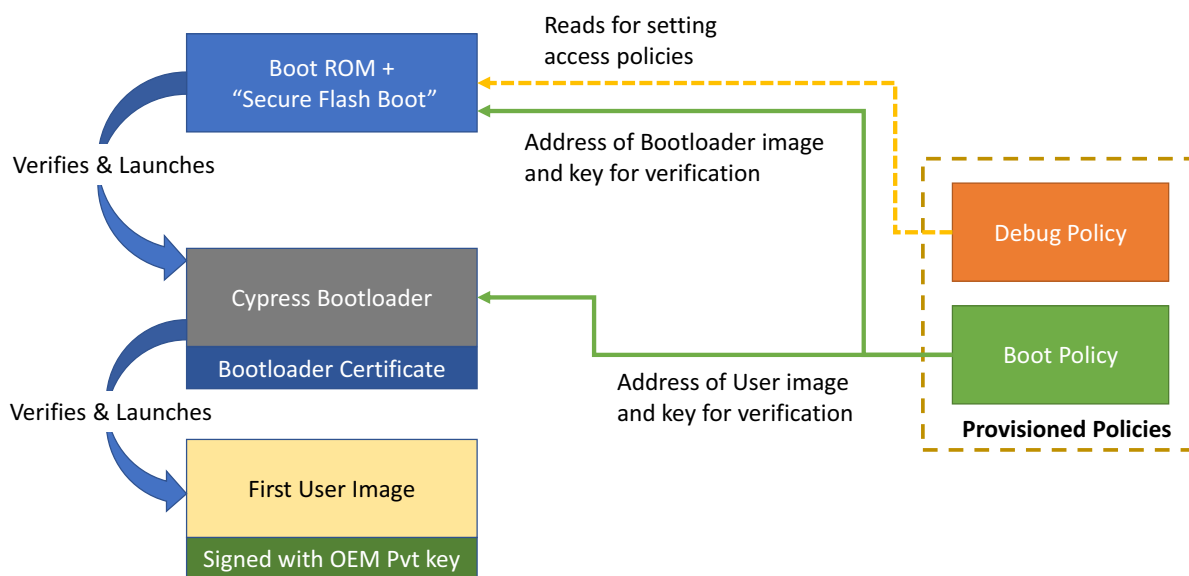 Reads for setting
access policies
Boot ROM +
“Secure Flash Boot”
Address of Bootloader image
and key for verification
Verifies & Launches
Debug Policy
Cypress Bootloader
Boot Policy
Bootloader Certificate
Address of User image
and key for verification
Verifies & Launches
Provisioned Policies
First User Image
Signed with OEM Pvt key